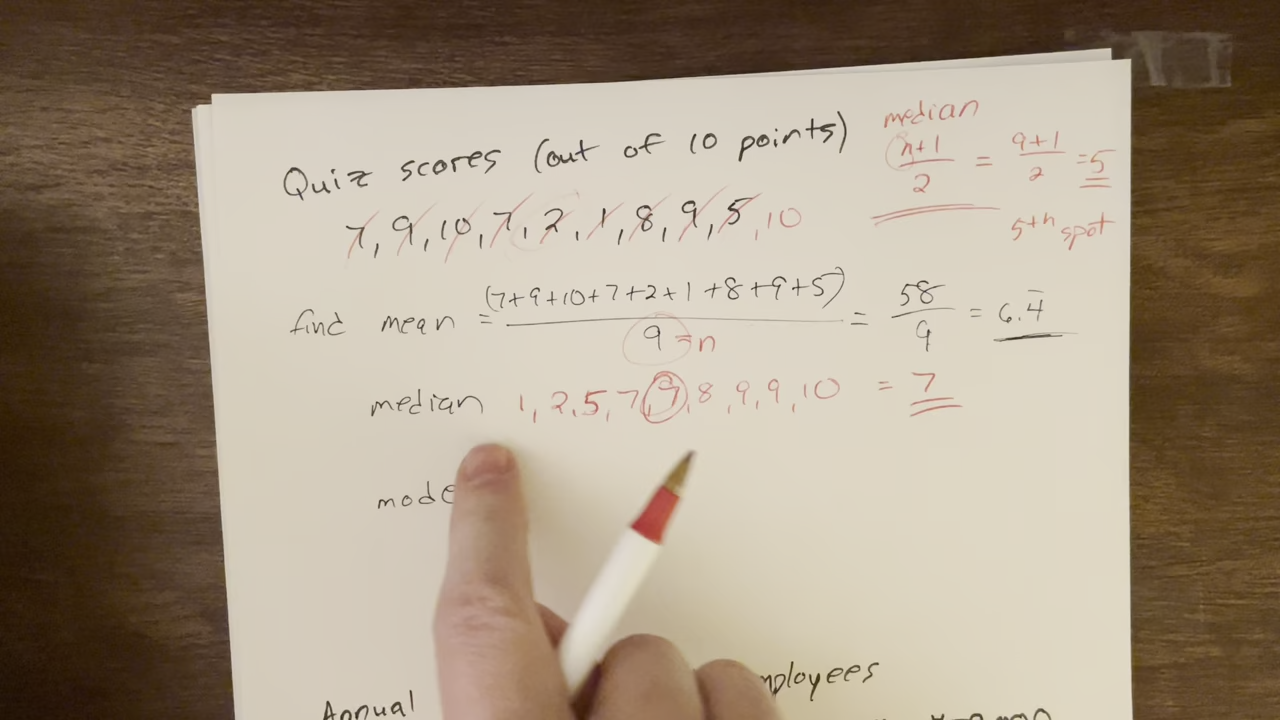 Quiz scores (out of 10 points)
7, 9, 10, 7, 2, 1, 8, 9, 5, 10
median
n+1/2 = 9+1/2 = 5
5th spot
find mean = (7+9+10+7+2+1+8+9+5)/9 = 58/9 = 6.4̅
9 = n
median 1, 2, 5, 7, 7, 8, 9, 9, 10 = 7
mode
Annual